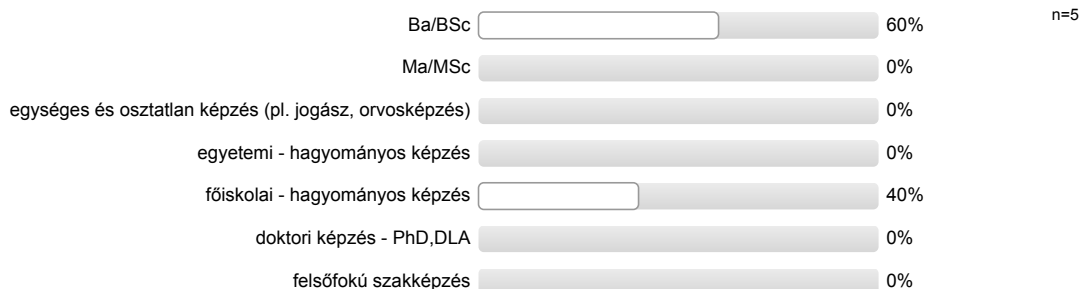 Ba/BSc 60% n=5
Ma/MSc 0%
egységes és osztatlan képzés (pl. jogász, orvosképzés) 0%
egyetemi - hagyományos képzés 0%
főiskolai - hagyományos képzés 40%
doktori képzés - PhD,DLA 0%
felsőfokú szakképzés 0%